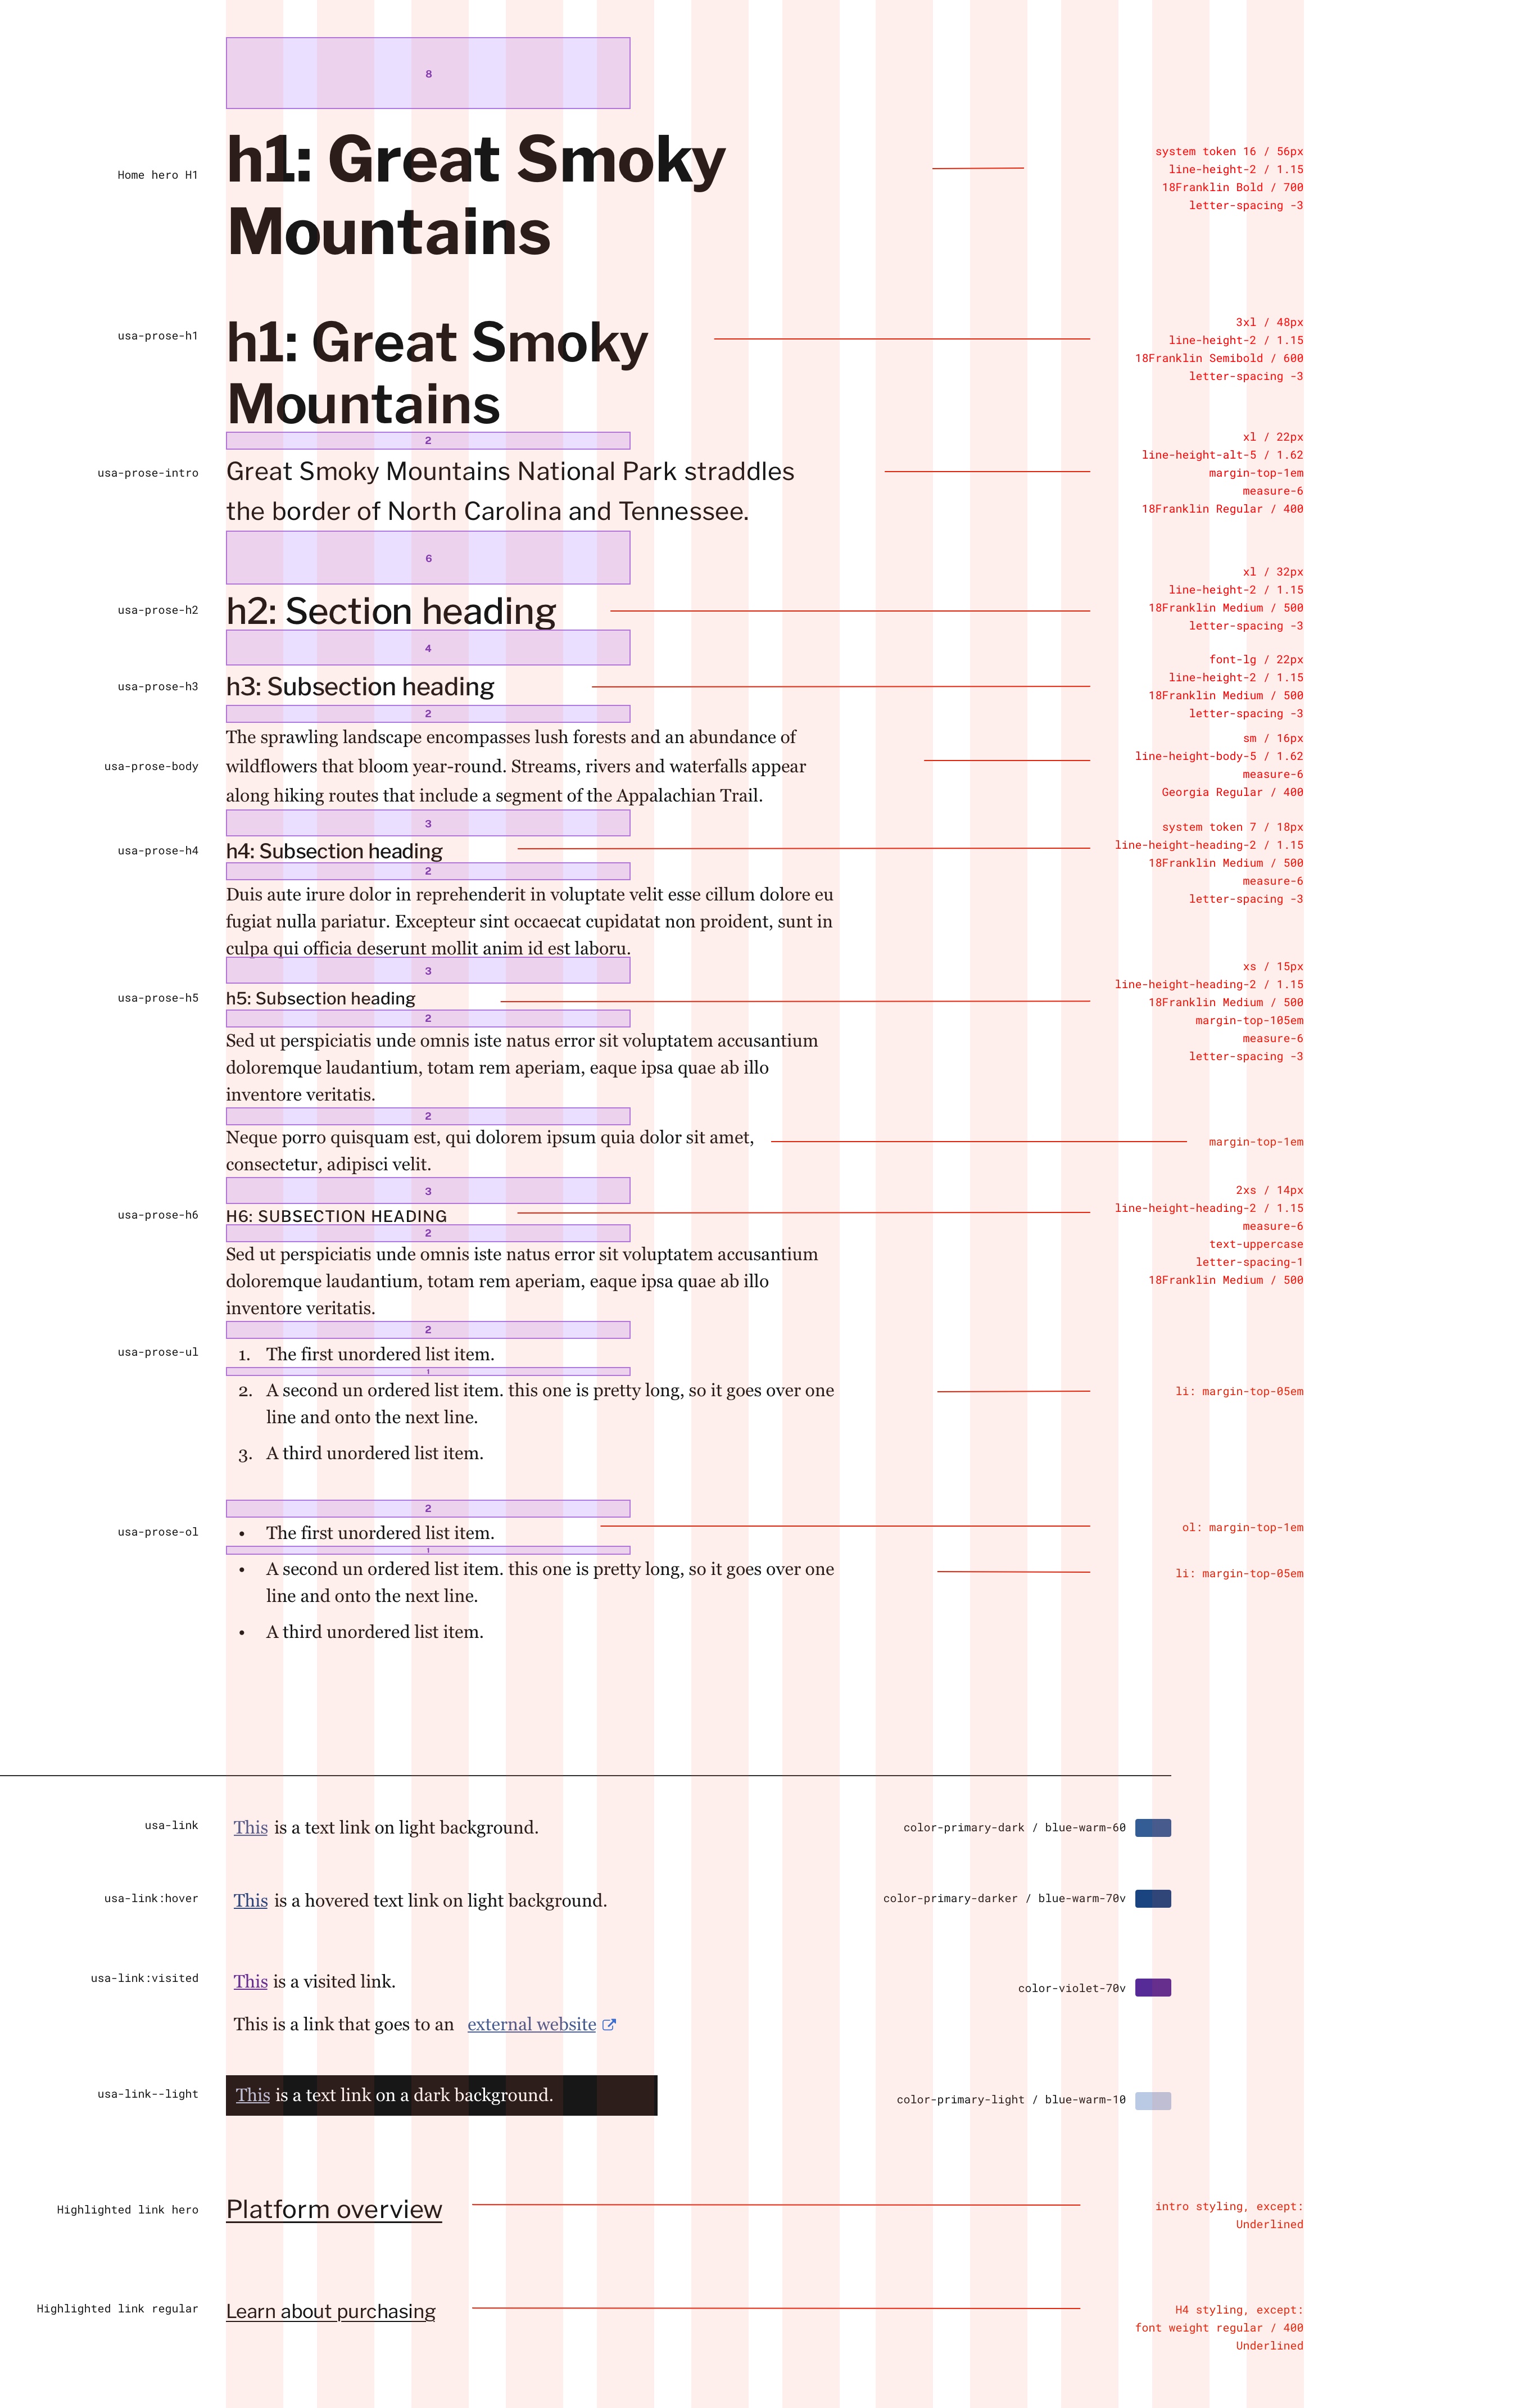 8
Home hero H1
h1: Great Smoky
Mountains
system token 16 / 56px
line-height-2 / 1.15
18Franklin Bold / 700
letter-spacing -3
usa-prose-h1
h1: Great Smoky
Mountains
3xl / 48px
line-height-2 / 1.15
18Franklin Semibold / 600
letter-spacing -3
2
usa-prose-intro
Great Smoky Mountains National Park straddles
the border of North Carolina and Tennessee.
xl / 22px
line-height-alt-5 / 1.62
margin-top-1em
measure-6
18Franklin Regular / 400
6
usa-prose-h2
h2: Section heading
xl / 32px
line-height-2 / 1.15
18Franklin Medium / 500
letter-spacing -3
4
usa-prose-h3
h3: Subsection heading
font-lg / 22px
line-height-2 / 1.15
18Franklin Medium / 500
letter-spacing -3
2
usa-prose-body
The sprawling landscape encompasses lush forests and an abundance of
wildflowers that bloom year-round. Streams, rivers and waterfalls appear
along hiking routes that include a segment of the Appalachian Trail.
sm / 16px
line-height-body-5 / 1.62
measure-6
Georgia Regular / 400
3
usa-prose-h4
h4: Subsection heading
system token 7 / 18px
line-height-heading-2 / 1.15
18Franklin Medium / 500
measure-6
letter-spacing -3
2
Duis aute irure dolor in reprehenderit in voluptate velit esse cillum dolore eu
fugiat nulla pariatur. Excepteur sint occaecat cupidatat non proident, sunt in
culpa qui officia deserunt mollit anim id est laboru.
3
usa-prose-h5
h5: Subsection heading
xs / 15px
line-height-heading-2 / 1.15
18Franklin Medium / 500
margin-top-105em
measure-6
letter-spacing -3
2
Sed ut perspiciatis unde omnis iste natus error sit voluptatem accusantium
doloremque laudantium, totam rem aperiam, eaque ipsa quae ab illo
inventore veritatis.
2
Neque porro quisquam est, qui dolorem ipsum quia dolor sit amet,
consectetur, adipisci velit.
margin-top-1em
3
usa-prose-h6
H6: SUBSECTION HEADING
2xs / 14px
line-height-heading-2 / 1.15
measure-6
text-uppercase
letter-spacing-1
18Franklin Medium / 500
2
Sed ut perspiciatis unde omnis iste natus error sit voluptatem accusantium
doloremque laudantium, totam rem aperiam, eaque ipsa quae ab illo
inventore veritatis.
2
usa-prose-ul
1. The first unordered list item.
1
2. A second un ordered list item. this one is pretty long, so it goes over one
line and onto the next line.
li: margin-top-05em
3. A third unordered list item.
2
usa-prose-ol
• The first unordered list item.
ol: margin-top-1em
1
• A second un ordered list item. this one is pretty long, so it goes over one
line and onto the next line.
li: margin-top-05em
• A third unordered list item.
usa-link
This is a text link on light background.
color-primary-dark / blue-warm-60
usa-link:hover
This is a hovered text link on light background.
color-primary-darker / blue-warm-70v
usa-link:visited
This is a visited link.
color-violet-70v
This is a link that goes to an external website
usa-link--light
This is a text link on a dark background.
color-primary-light / blue-warm-10
Highlighted link hero
Platform overview
intro styling, except:
Underlined
Highlighted link regular
Learn about purchasing
H4 styling, except:
font weight regular / 400
Underlined